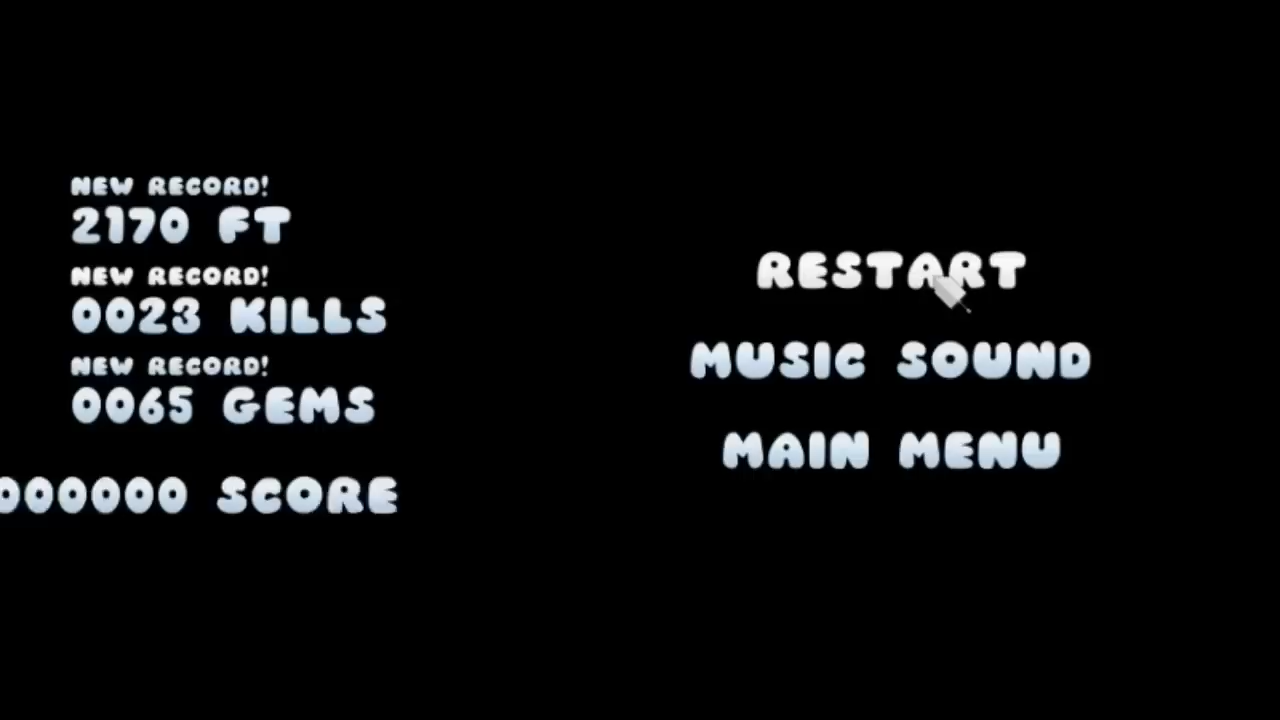 NEW RECORD!
2170 FT
NEW RECORD!
0023 KILLS
NEW RECORD!
0065 GEMS
000000 SCORE
RESTART
MUSIC SOUND
MAIN MENU